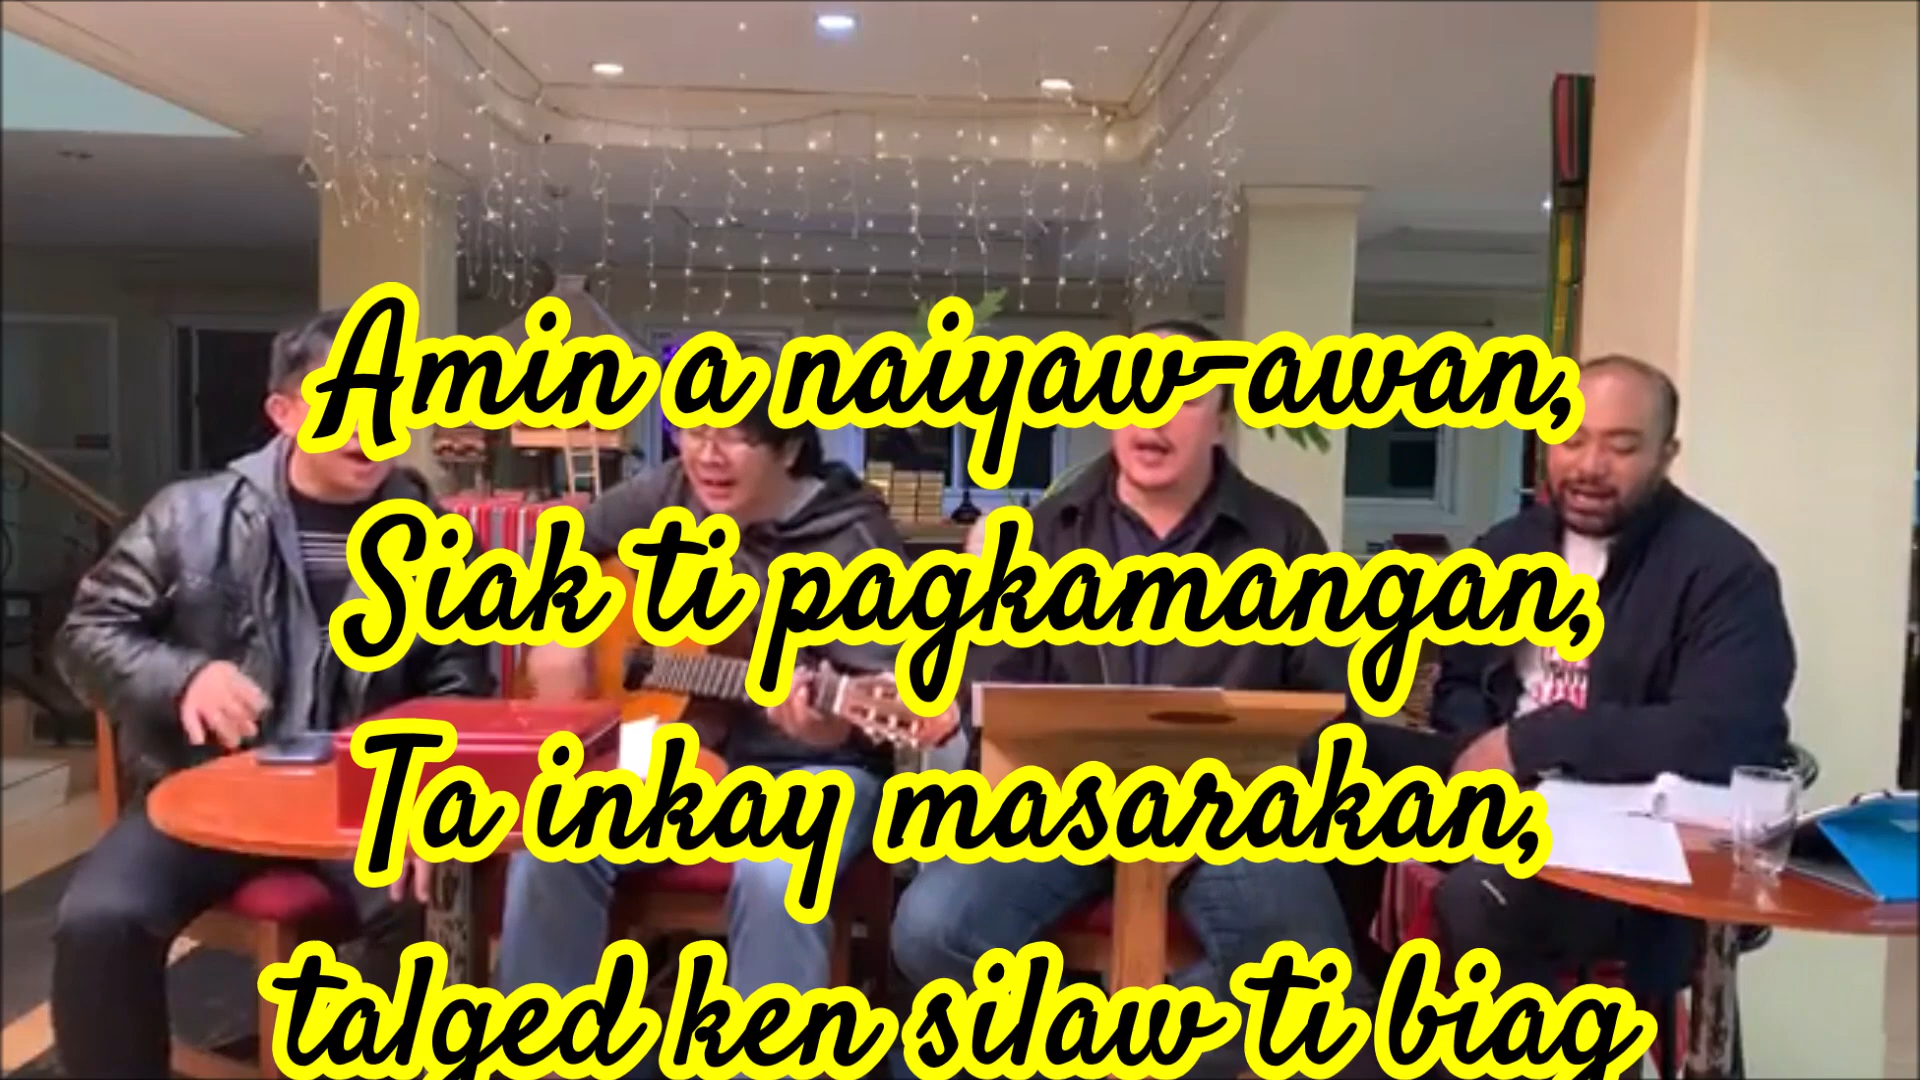 Amin a naiyaw-awan,
Siak ti pagkamangan,
Ta inkay masarakan,
talged ken silaw ti biag